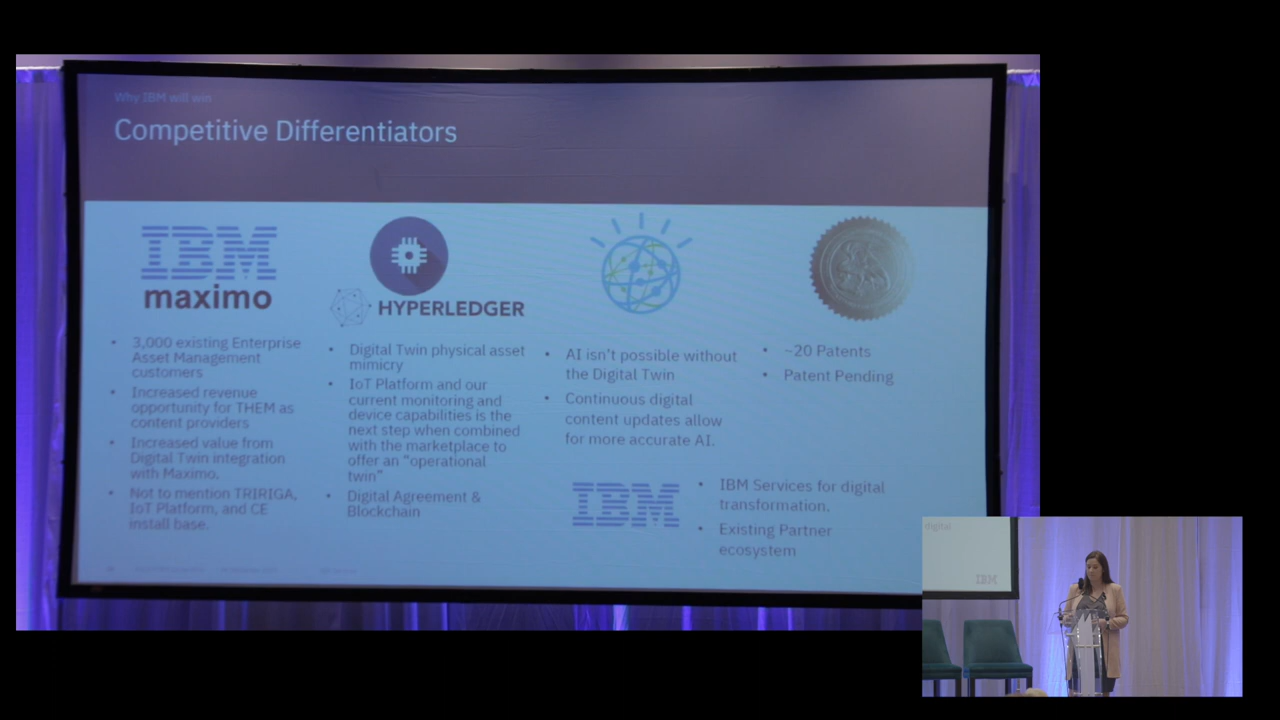 Why IBM will win
Competitive Differentiators
IBM
maximo
• 3,000 existing Enterprise
Asset Management
customers
• Increased revenue
opportunity for THEM as
content providers
• Increased value from
Digital Twin integration
with Maximo.
• Not to mention TRIRIGA,
IoT Platform, and CE
install base.
HYPERLEDGER
• Digital Twin physical asset
mimicry
• IoT Platform and our
current monitoring and
device capabilities is the
next step when combined
with the marketplace to
offer an "operational
twin"
• Digital Agreement &
Blockchain
• AI isn't possible without
the Digital Twin
• Continuous digital
content updates allow
for more accurate AI.
• ~20 Patents
• Patent Pending
IBM
• IBM Services for digital
transformation.
• Existing Partner
ecosystem
digital
IBM